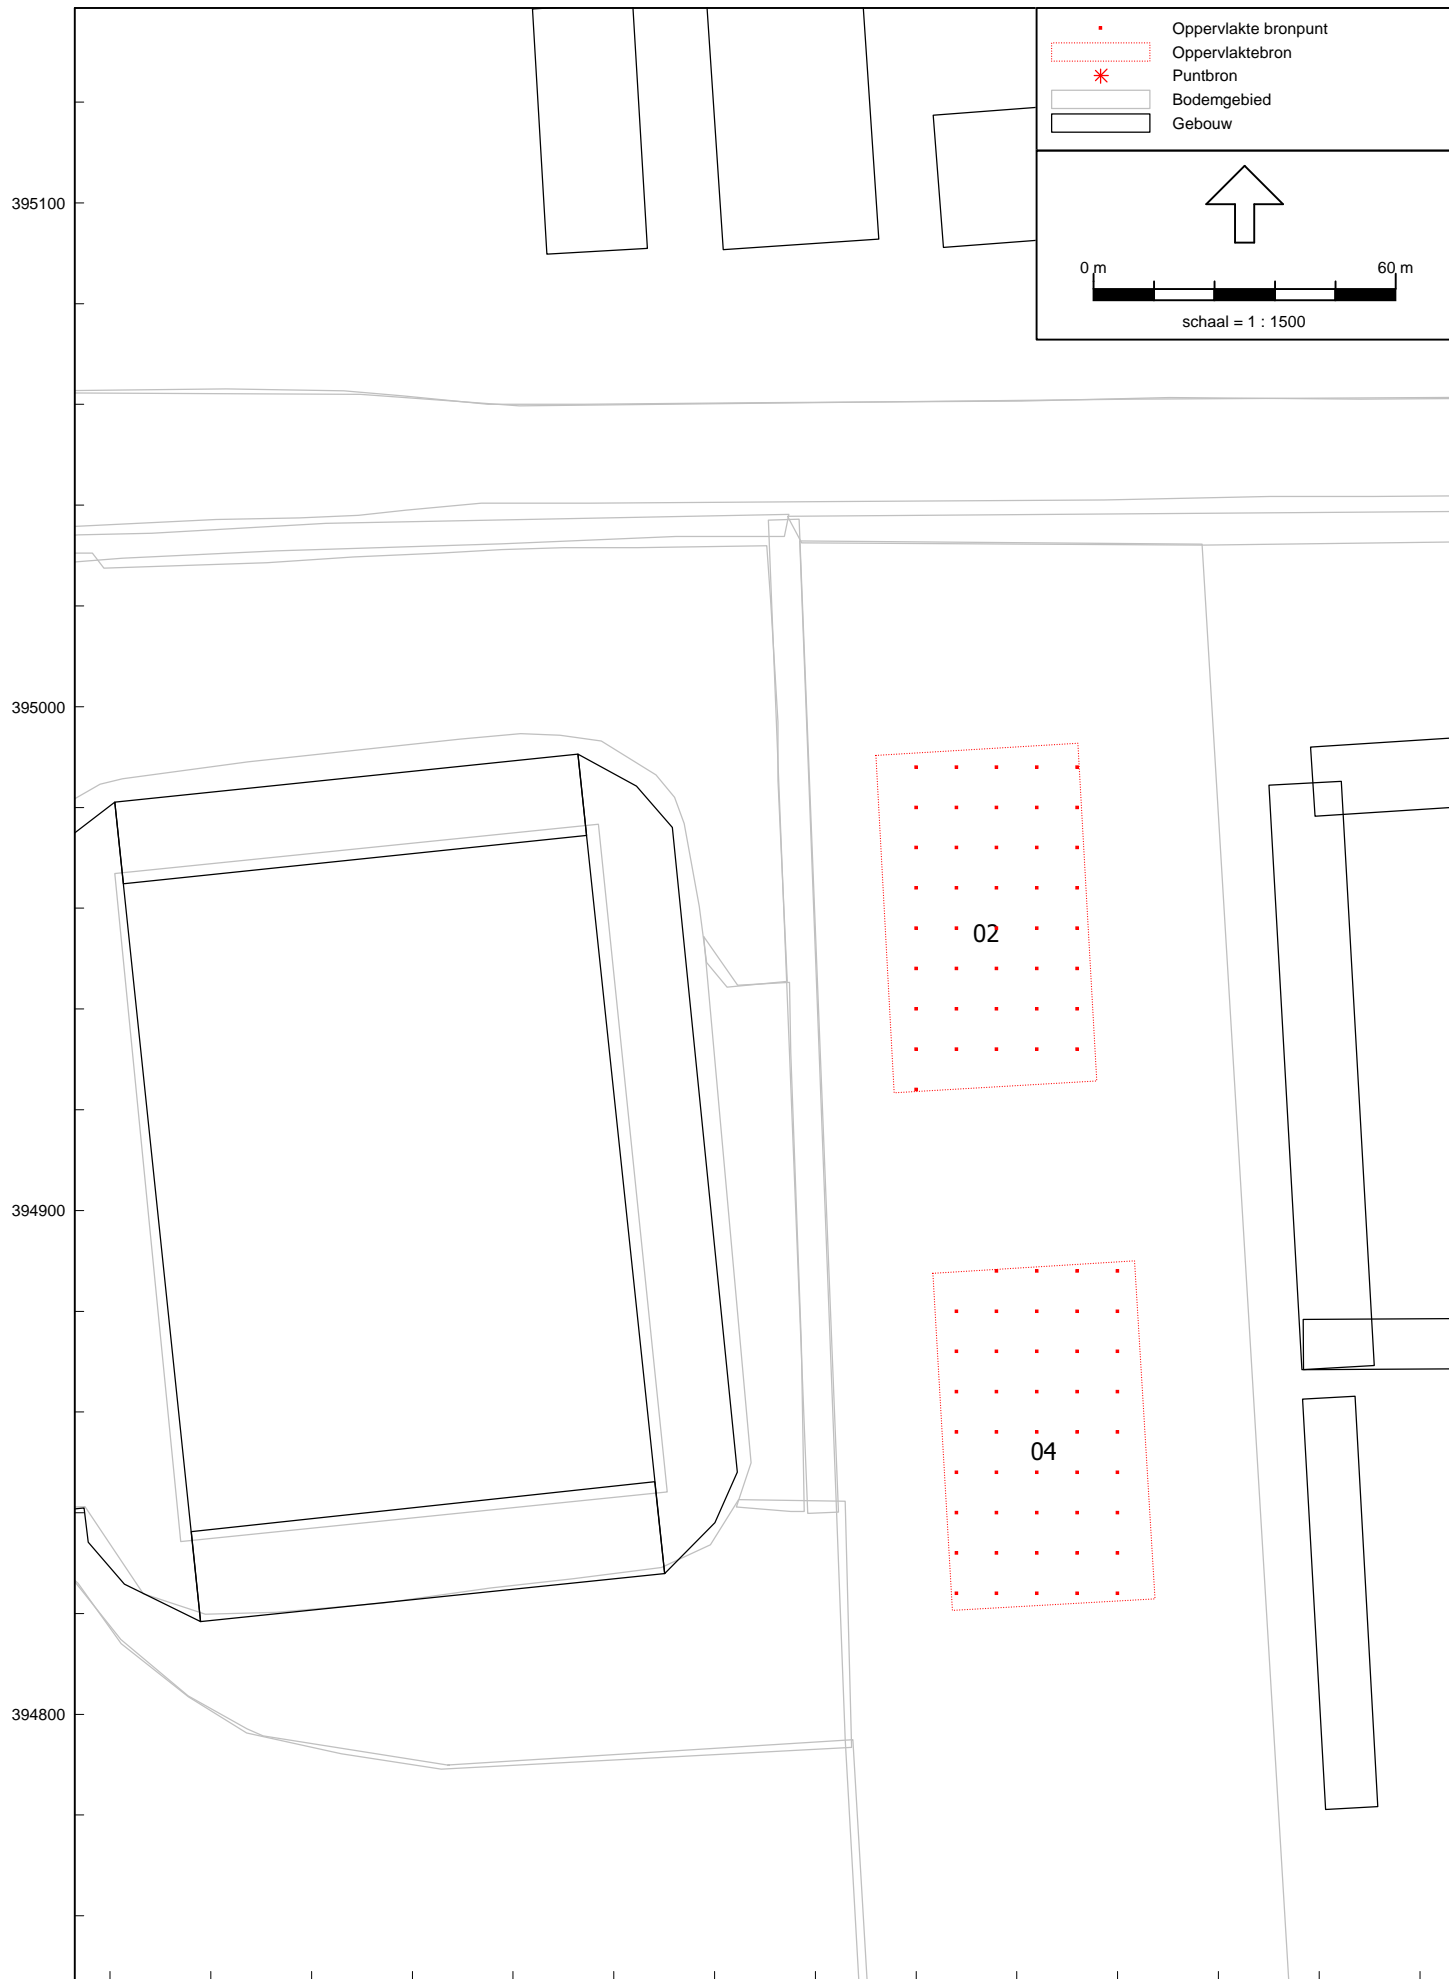 Oppervlakte bronpunt
Oppervlaktebron
Puntbron
Bodemgebied
Gebouw
395100
0 m 60 m
schaal = 1 : 1500
395000
02
394900
04
394800